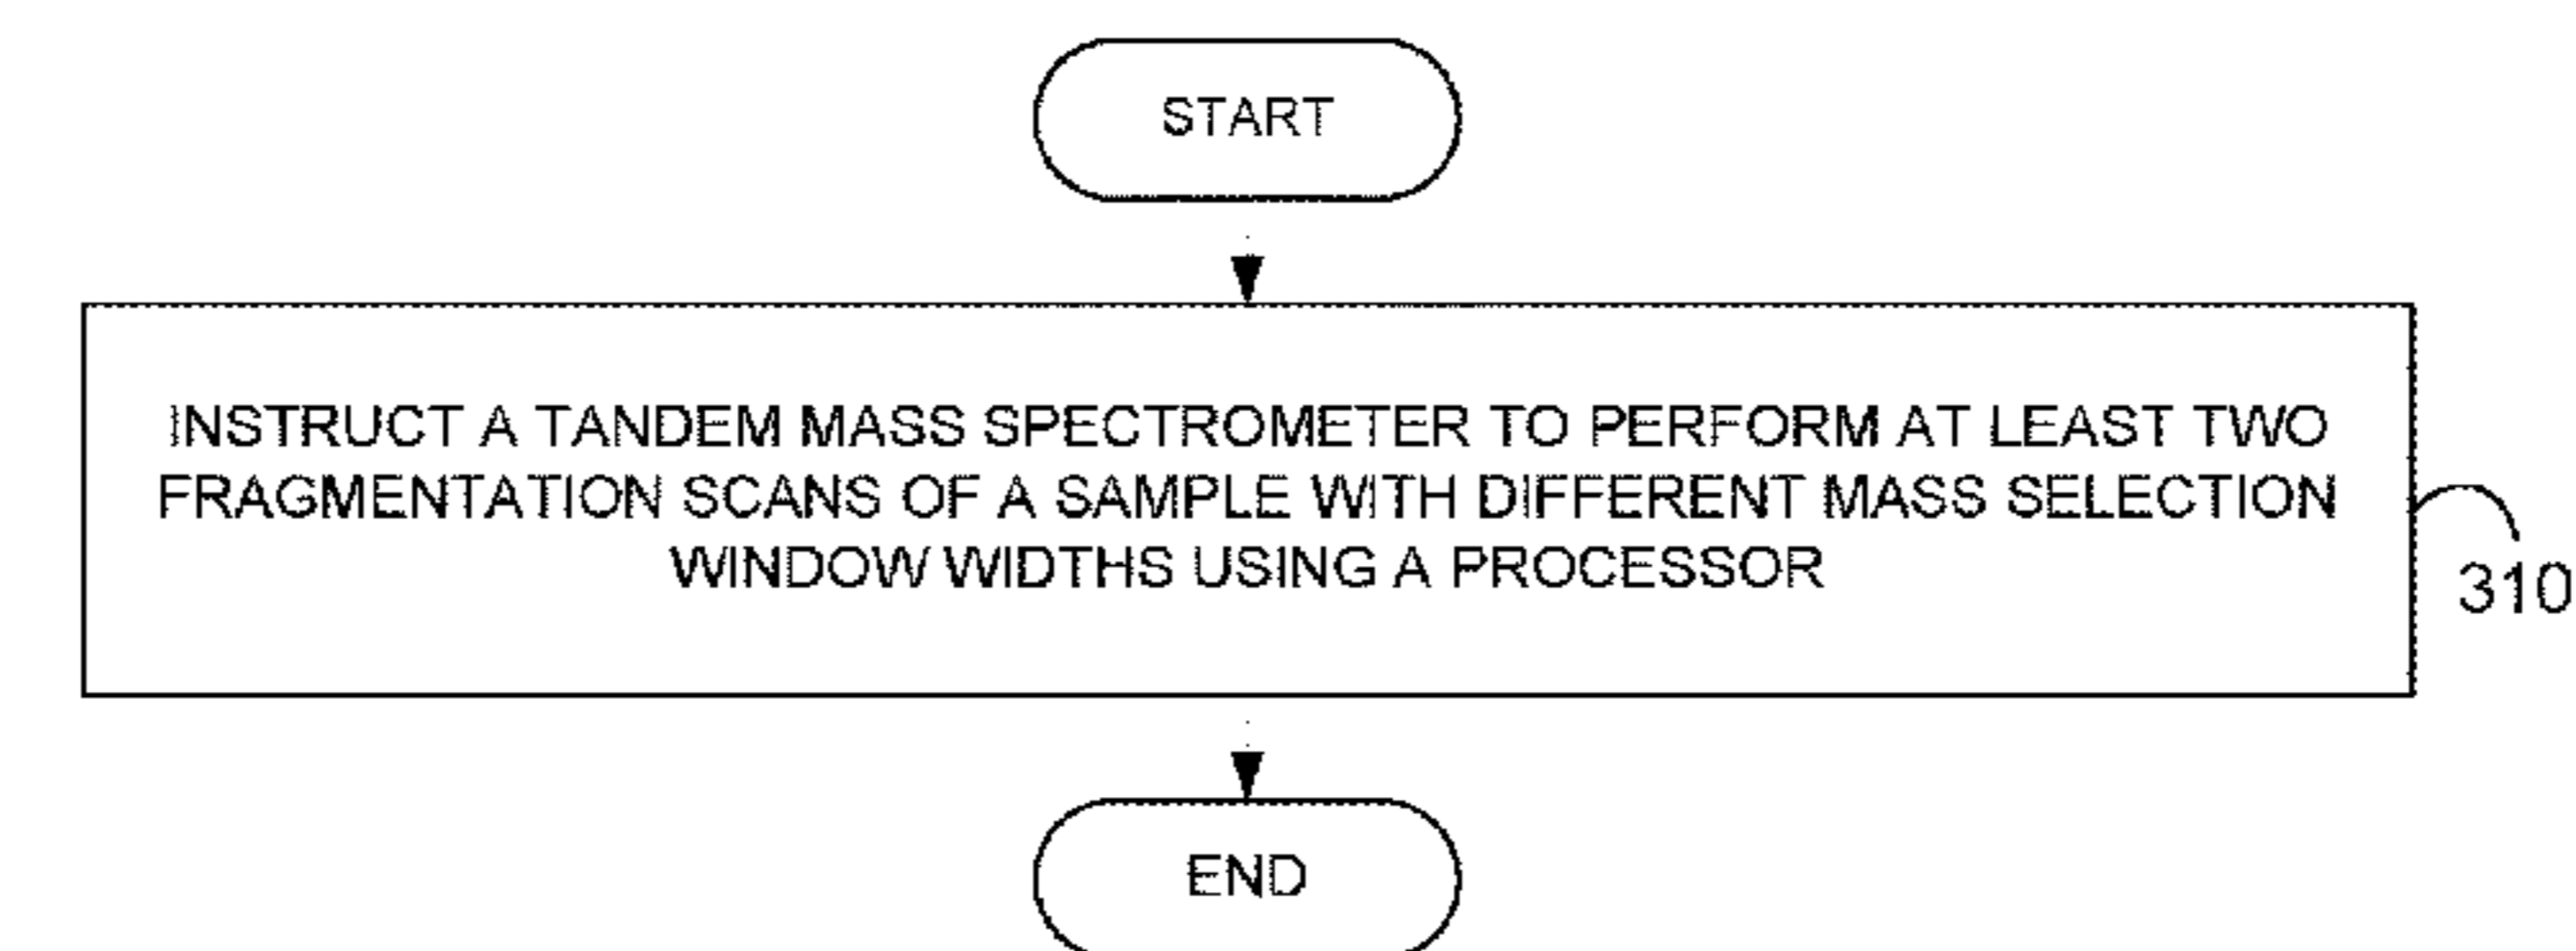 START
INSTRUCT A TANDEM MASS SPECTROMETER TO PERFORM AT LEAST TWO
FRAGMENTATION SCANS OF A SAMPLE WITH DIFFERENT MASS SELECTION
WINDOW WIDTHS USING A PROCESSOR
310
END